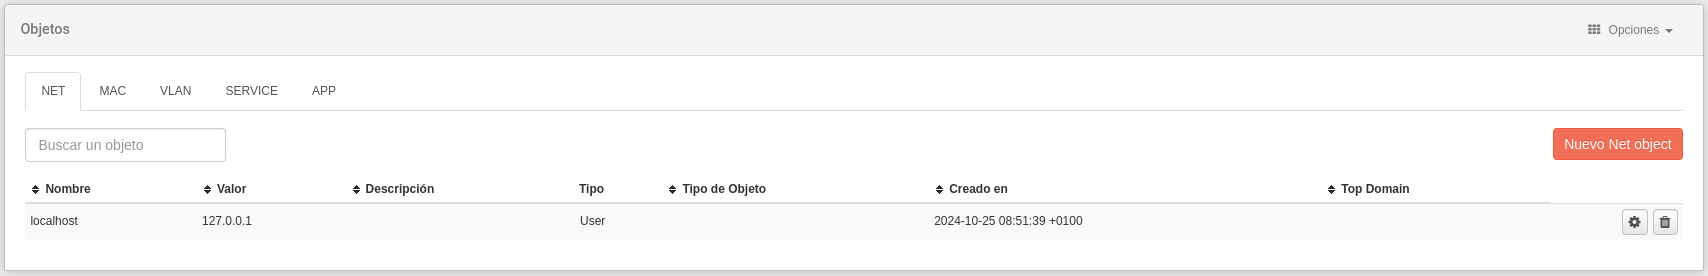 Objetos
Opciones
NET MAC VLAN SERVICE APP
Buscar un objeto
Nuevo Net object
Nombre Valor Descripción Tipo Tipo de Objeto Creado en Top Domain
localhost 127.0.0.1 User 2024-10-25 08:51:39 +0100